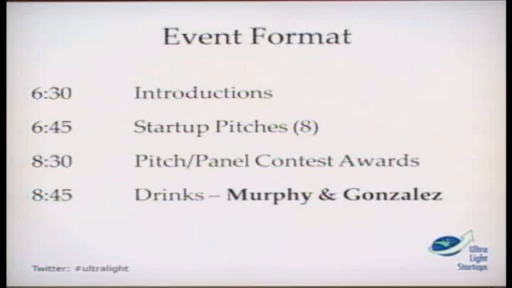 Event Format
6:30 Introductions
6:45 Startup Pitches (8)
8:30 Pitch/Panel Contest Awards
8:45 Drinks – Murphy & Gonzalez
Twitter: #ultralight
Ultra
Light
Startups